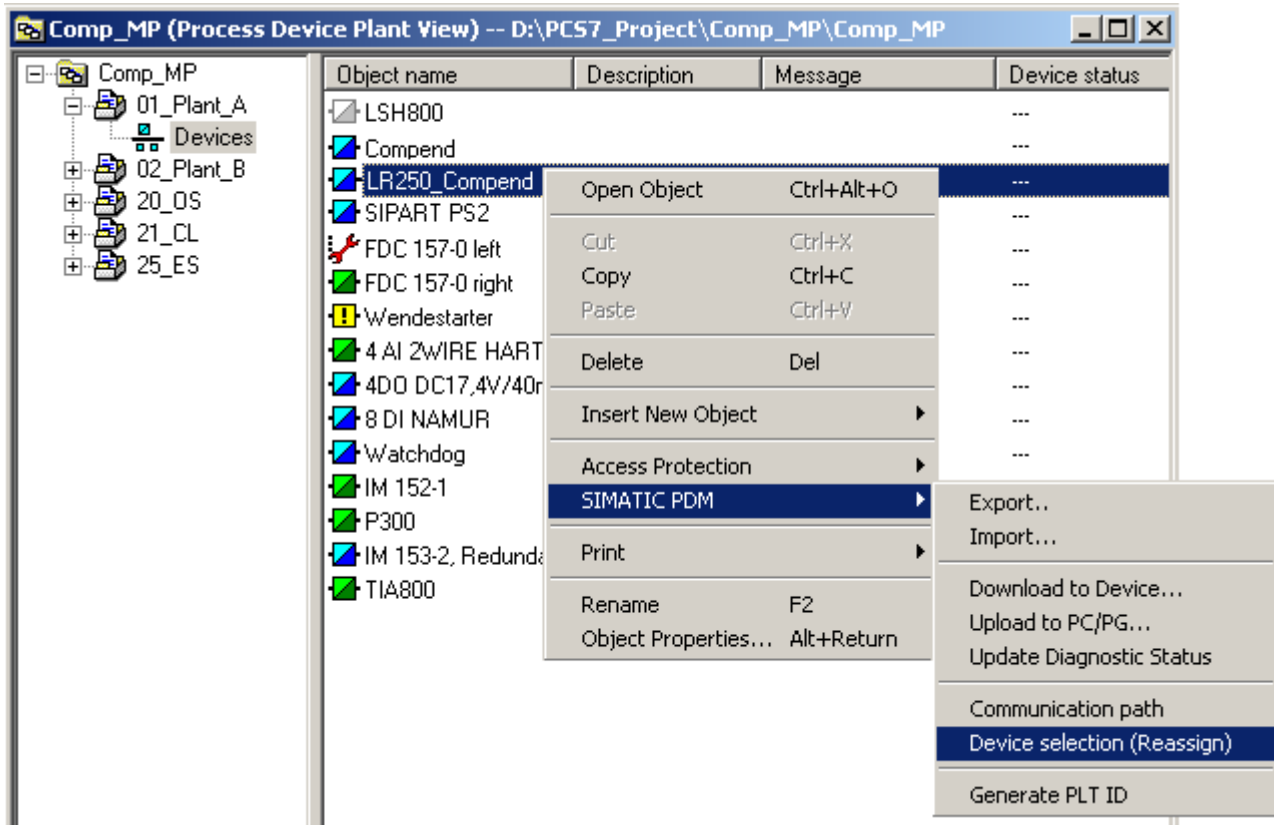 Comp_MP (Process Device Plant View) -- D:\PCS7_Project\Comp_MP\Comp_MP
Comp_MP
01_Plant_A
Devices
02_Plant_B
20_OS
21_CL
25_ES
Object name Description Message Device status
LSH800 ---
Compend ---
LR250_Compend ---
SIPART PS2 ---
FDC 157-0 left ---
FDC 157-0 right ---
Wendestarter ---
4 AI 2WIRE HART ---
4DO DC17,4V/40 ---
8 DI NAMUR ---
Watchdog ---
IM 152-1
P300
IM 153-2, Redund
TIA800
Open Object Ctrl+Alt+O
Cut Ctrl+X
Copy Ctrl+C
Paste Ctrl+V
Delete Del
Insert New Object
Access Protection
SIMATIC PDM
Print
Rename F2
Object Properties... Alt+Return
Export..
Import...
Download to Device...
Upload to PC/PG...
Update Diagnostic Status
Communication path
Device selection (Reassign)
Generate PLT ID